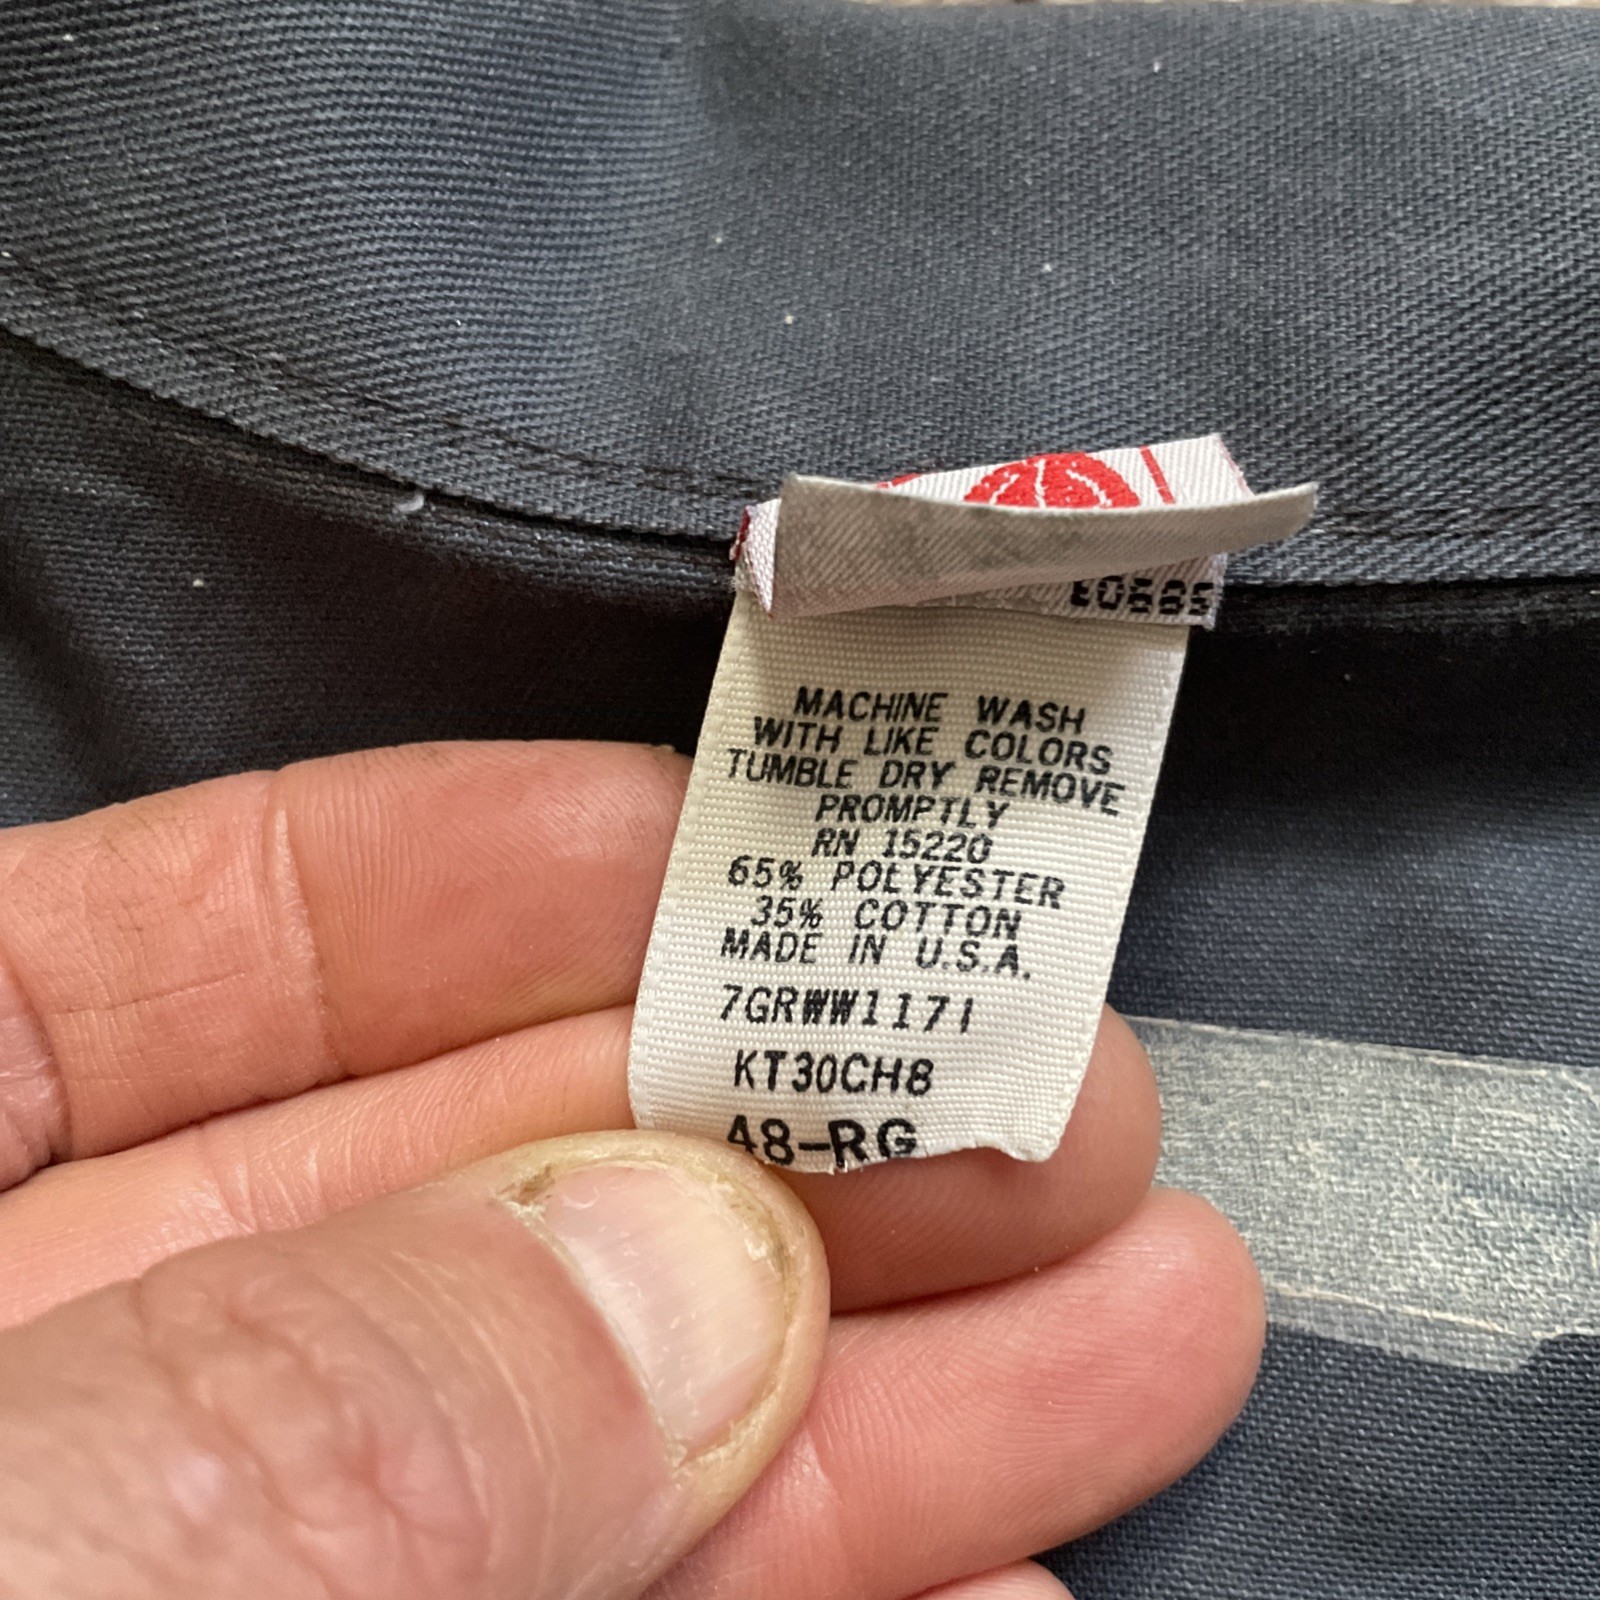 MACHINE WASH
WITH LIKE COLORS
TUMBLE DRY REMOVE
PROMPTLY
RN 15220
65% POLYESTER
35% COTTON
MADE IN U.S.A.
7GRWW1171
KT30CH8
48-RG